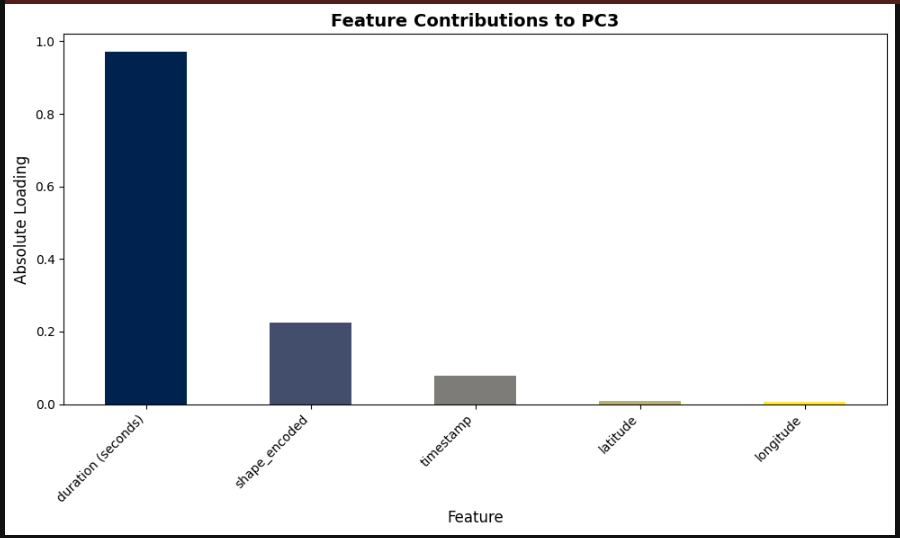 Feature Contributions to PC3
Absolute Loading
1.0
0.8
0.6
0.4
0.2
0.0
duration (seconds)
shape_encoded
timestamp
latitude
longitude
Feature